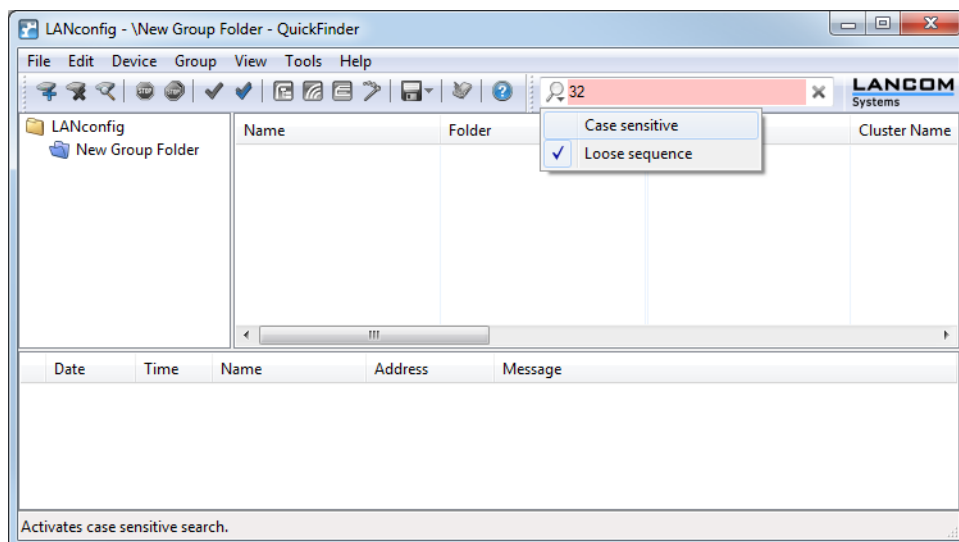 LANconfig - \New Group Folder - QuickFinder
File Edit Device Group View Tools Help
32
LANCOM
Systems
LANconfig
New Group Folder
Name Folder Cluster Name
Case sensitive
Loose sequence
Date Time Name Address Message
Activates case sensitive search.